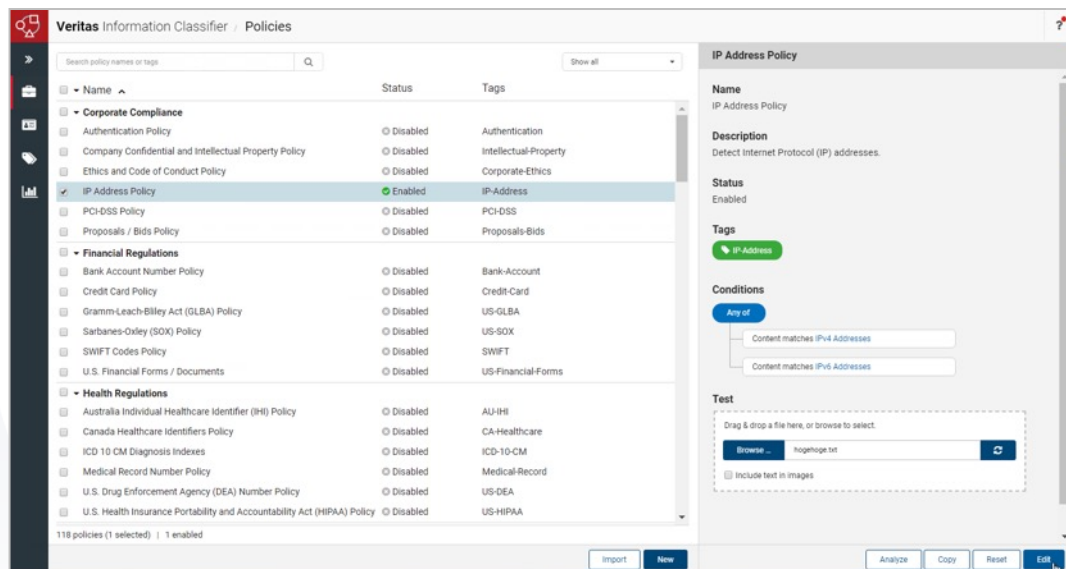 Veritas Information Classifier / Policies
?
Search policy names or tags
Show all
Name Status Tags
Corporate Compliance
Authentication Policy Disabled Authentication
Company Confidential and Intellectual Property Policy Disabled Intellectual-Property
Ethics and Code of Conduct Policy Disabled Corporate-Ethics
IP Address Policy Enabled IP-Address
PCI-DSS Policy Disabled PCI-DSS
Proposals / Bids Policy Disabled Proposals-Bids
Financial Regulations
Bank Account Number Policy Disabled Bank-Account
Credit Card Policy Disabled Credit-Card
Gramm-Leach-Bliley Act (GLBA) Policy Disabled US-GLBA
Sarbanes-Oxley (SOX) Policy Disabled US-SOX
SWIFT Codes Policy Disabled SWIFT
U.S. Financial Forms / Documents Disabled US-Financial-Forms
Health Regulations
Australia Individual Healthcare Identifier (IHI) Policy Disabled AU-IHI
Canada Healthcare Identifiers Policy Disabled CA-Healthcare
ICD 10 CM Diagnosis Indexes Disabled ICD-10-CM
Medical Record Number Policy Disabled Medical-Record
U.S. Drug Enforcement Agency (DEA) Number Policy Disabled US-DEA
U.S. Health Insurance Portability and Accountability Act (HIPAA) Policy Disabled US-HIPAA
118 policies (1 selected) | 1 enabled
Import New
IP Address Policy
Name
IP Address Policy
Description
Detect Internet Protocol (IP) addresses.
Status
Enabled
Tags
IP-Address
Conditions
Any of
Content matches IPv4 Addresses
Content matches IPv6 Addresses
Test
Drag & drop a file here, or browse to select.
Browse ... hogehoge.txt
Include text in images
Analyze Copy Reset Edit